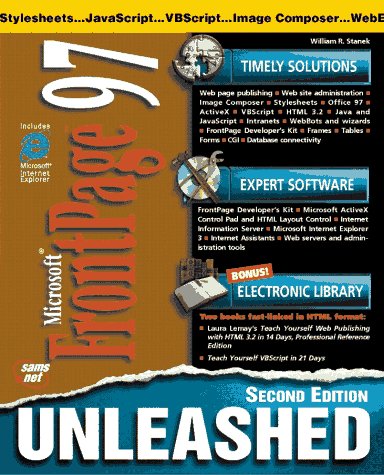 Stylesheets...JavaScript...VBScript...Image Composer...WebB
William R. Stanek
TIMELY SOLUTIONS
Web page publishing ■ Web site administration ■
Image Composer ■ Stylesheets ■ Office 97 ■
ActiveX ■ VBScript ■ HTML 3.2 ■ Java and
JavaScript ■ Intranets ■ WebBots and wizards
■ FrontPage Developer's Kit ■ Frames ■ Tables ■
Forms ■ CGI ■ Database connectivity
Includes
Microsoft®
Internet
Explorer
Microsoft®
FrontPage 97
EXPERT SOFTWARE
FrontPage Developer's Kit ■ Microsoft ActiveX
Control Pad and HTML Layout Control ■ Internet
Information Server ■ Microsoft Internet Explorer
3 ■ Internet Assistants ■ Web servers and admini-
stration tools
BONUS!
ELECTRONIC LIBRARY
Two books fast-linked in HTML format:
■ Laura Lemay's Teach Yourself Web Publishing
with HTML 3.2 in 14 Days, Professional Reference
Edition
■ Teach Yourself VBScript in 21 Days
sams
net
SECOND EDITION
UNLEASHED